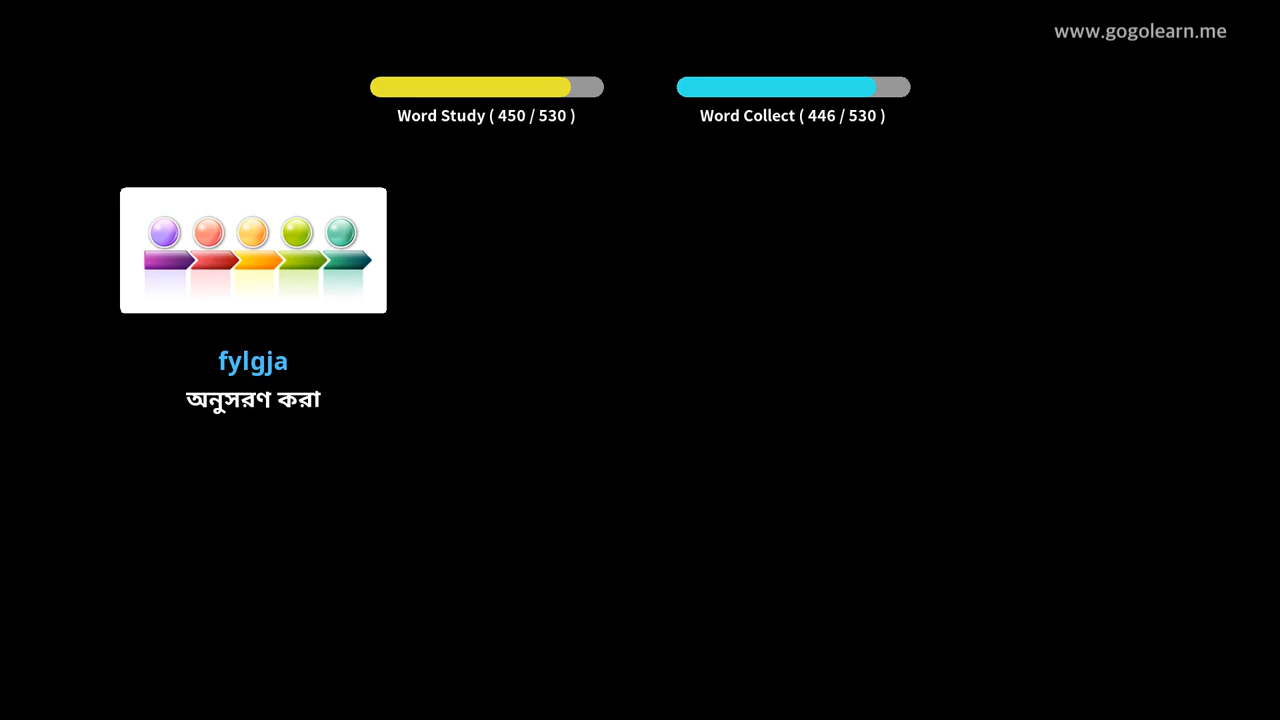 www.gogolearn.me
Word Study ( 450 / 530 )
Word Collect ( 446 / 530 )
fylgja
অনুসরণ করা